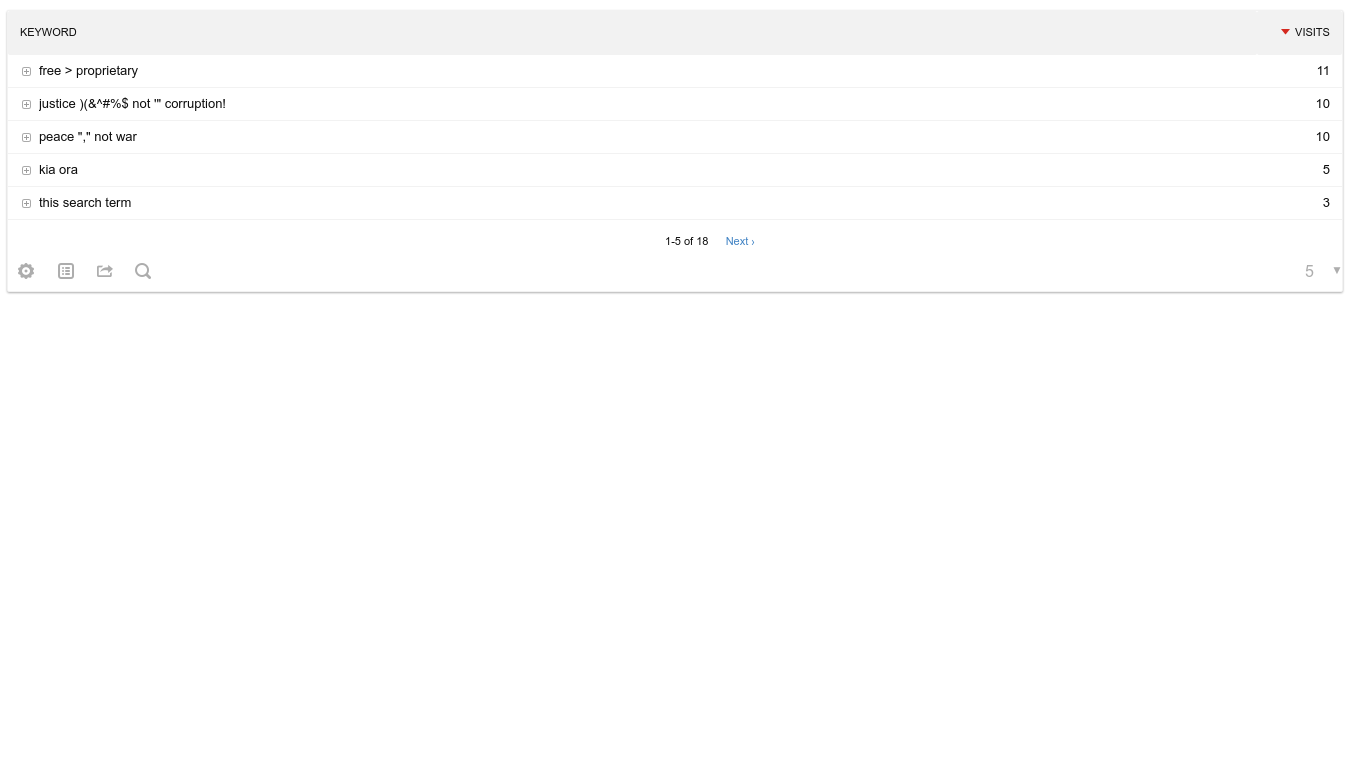 KEYWORD VISITS
free > proprietary 11
justice )(&^#%$ not '" corruption! 10
peace "," not war 10
kia ora 5
this search term 3
1-5 of 18 Next ›
5